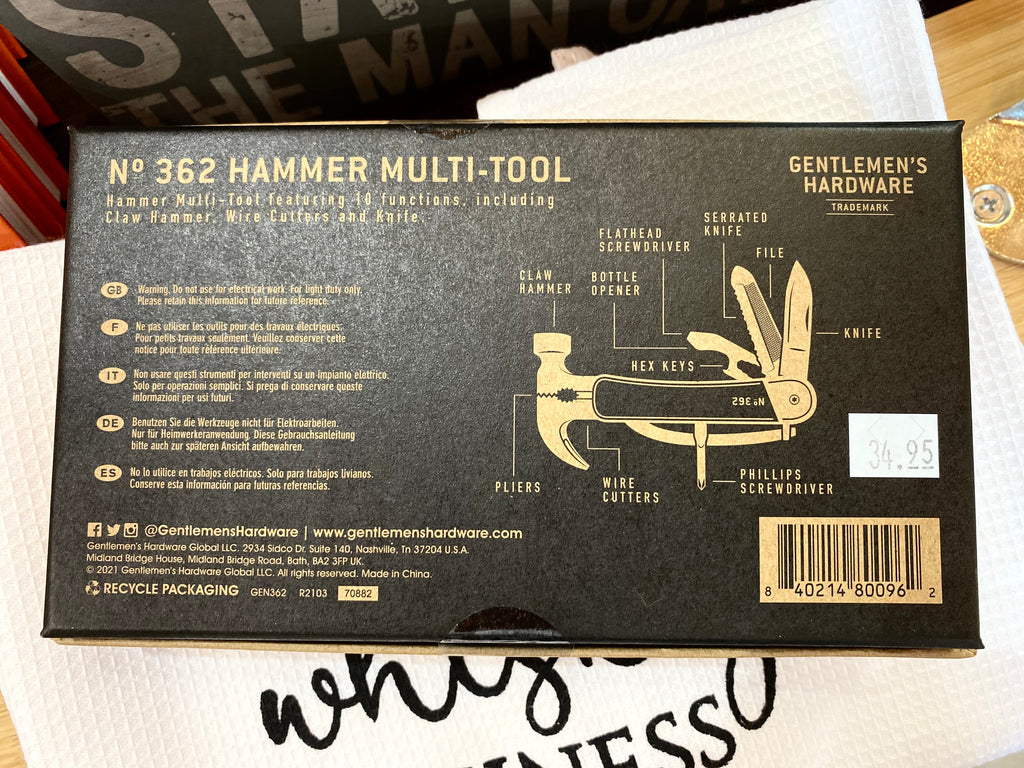 THE MAN
Nº 362 HAMMER MULTI-TOOL
Hammer Multi-Tool featuring 10 functions, including
Claw Hammer, Wire Cutters and Knife.
GENTLEMEN'S
HARDWARE
TRADEMARK
GB
Warning. Do not use for electrical work. For light duty only.
Please retain this information for future reference.
F
Ne pas utiliser les outils pour des travaux électriques.
Pour petits travaux seulement. Veuillez conserver cette
notice pour toute référence ultérieure.
IT
Non usare questi strumenti per interventi su un impianto elettrico.
Solo per operazioni semplici. Si prega di conservare queste
informazioni per usi futuri.
DE
Benutzen Sie die Werkzeuge nicht für Elektroarbeiten.
Nur für Heimwerkeranwendung. Diese Gebrauchsanleitung
bitte auch zur späteren Ansicht aufbewahren.
ES
No lo utilice en trabajos eléctricos. Solo para trabajos livianos.
Conserve esta información para futuras referencias.
CLAW
HAMMER
BOTTLE
OPENER
FLATHEAD
SCREWDRIVER
SERRATED
KNIFE
FILE
KNIFE
HEX KEYS
Nº 362
PLIERS
WIRE
CUTTERS
PHILLIPS
SCREWDRIVER
34.95
@GentlemensHardware | www.gentlemenshardware.com
Gentlemen's Hardware Global LLC. 2934 Sidco Dr. Suite 140, Nashville, Tn 37204 U.S.A.
Midland Bridge House, Midland Bridge Road, Bath, BA2 3FP UK.
© 2021 Gentlemen's Hardware Global LLC. All rights reserved. Made in China.
RECYCLE PACKAGING GEN362 R2103 70882
8 40214 80096 2